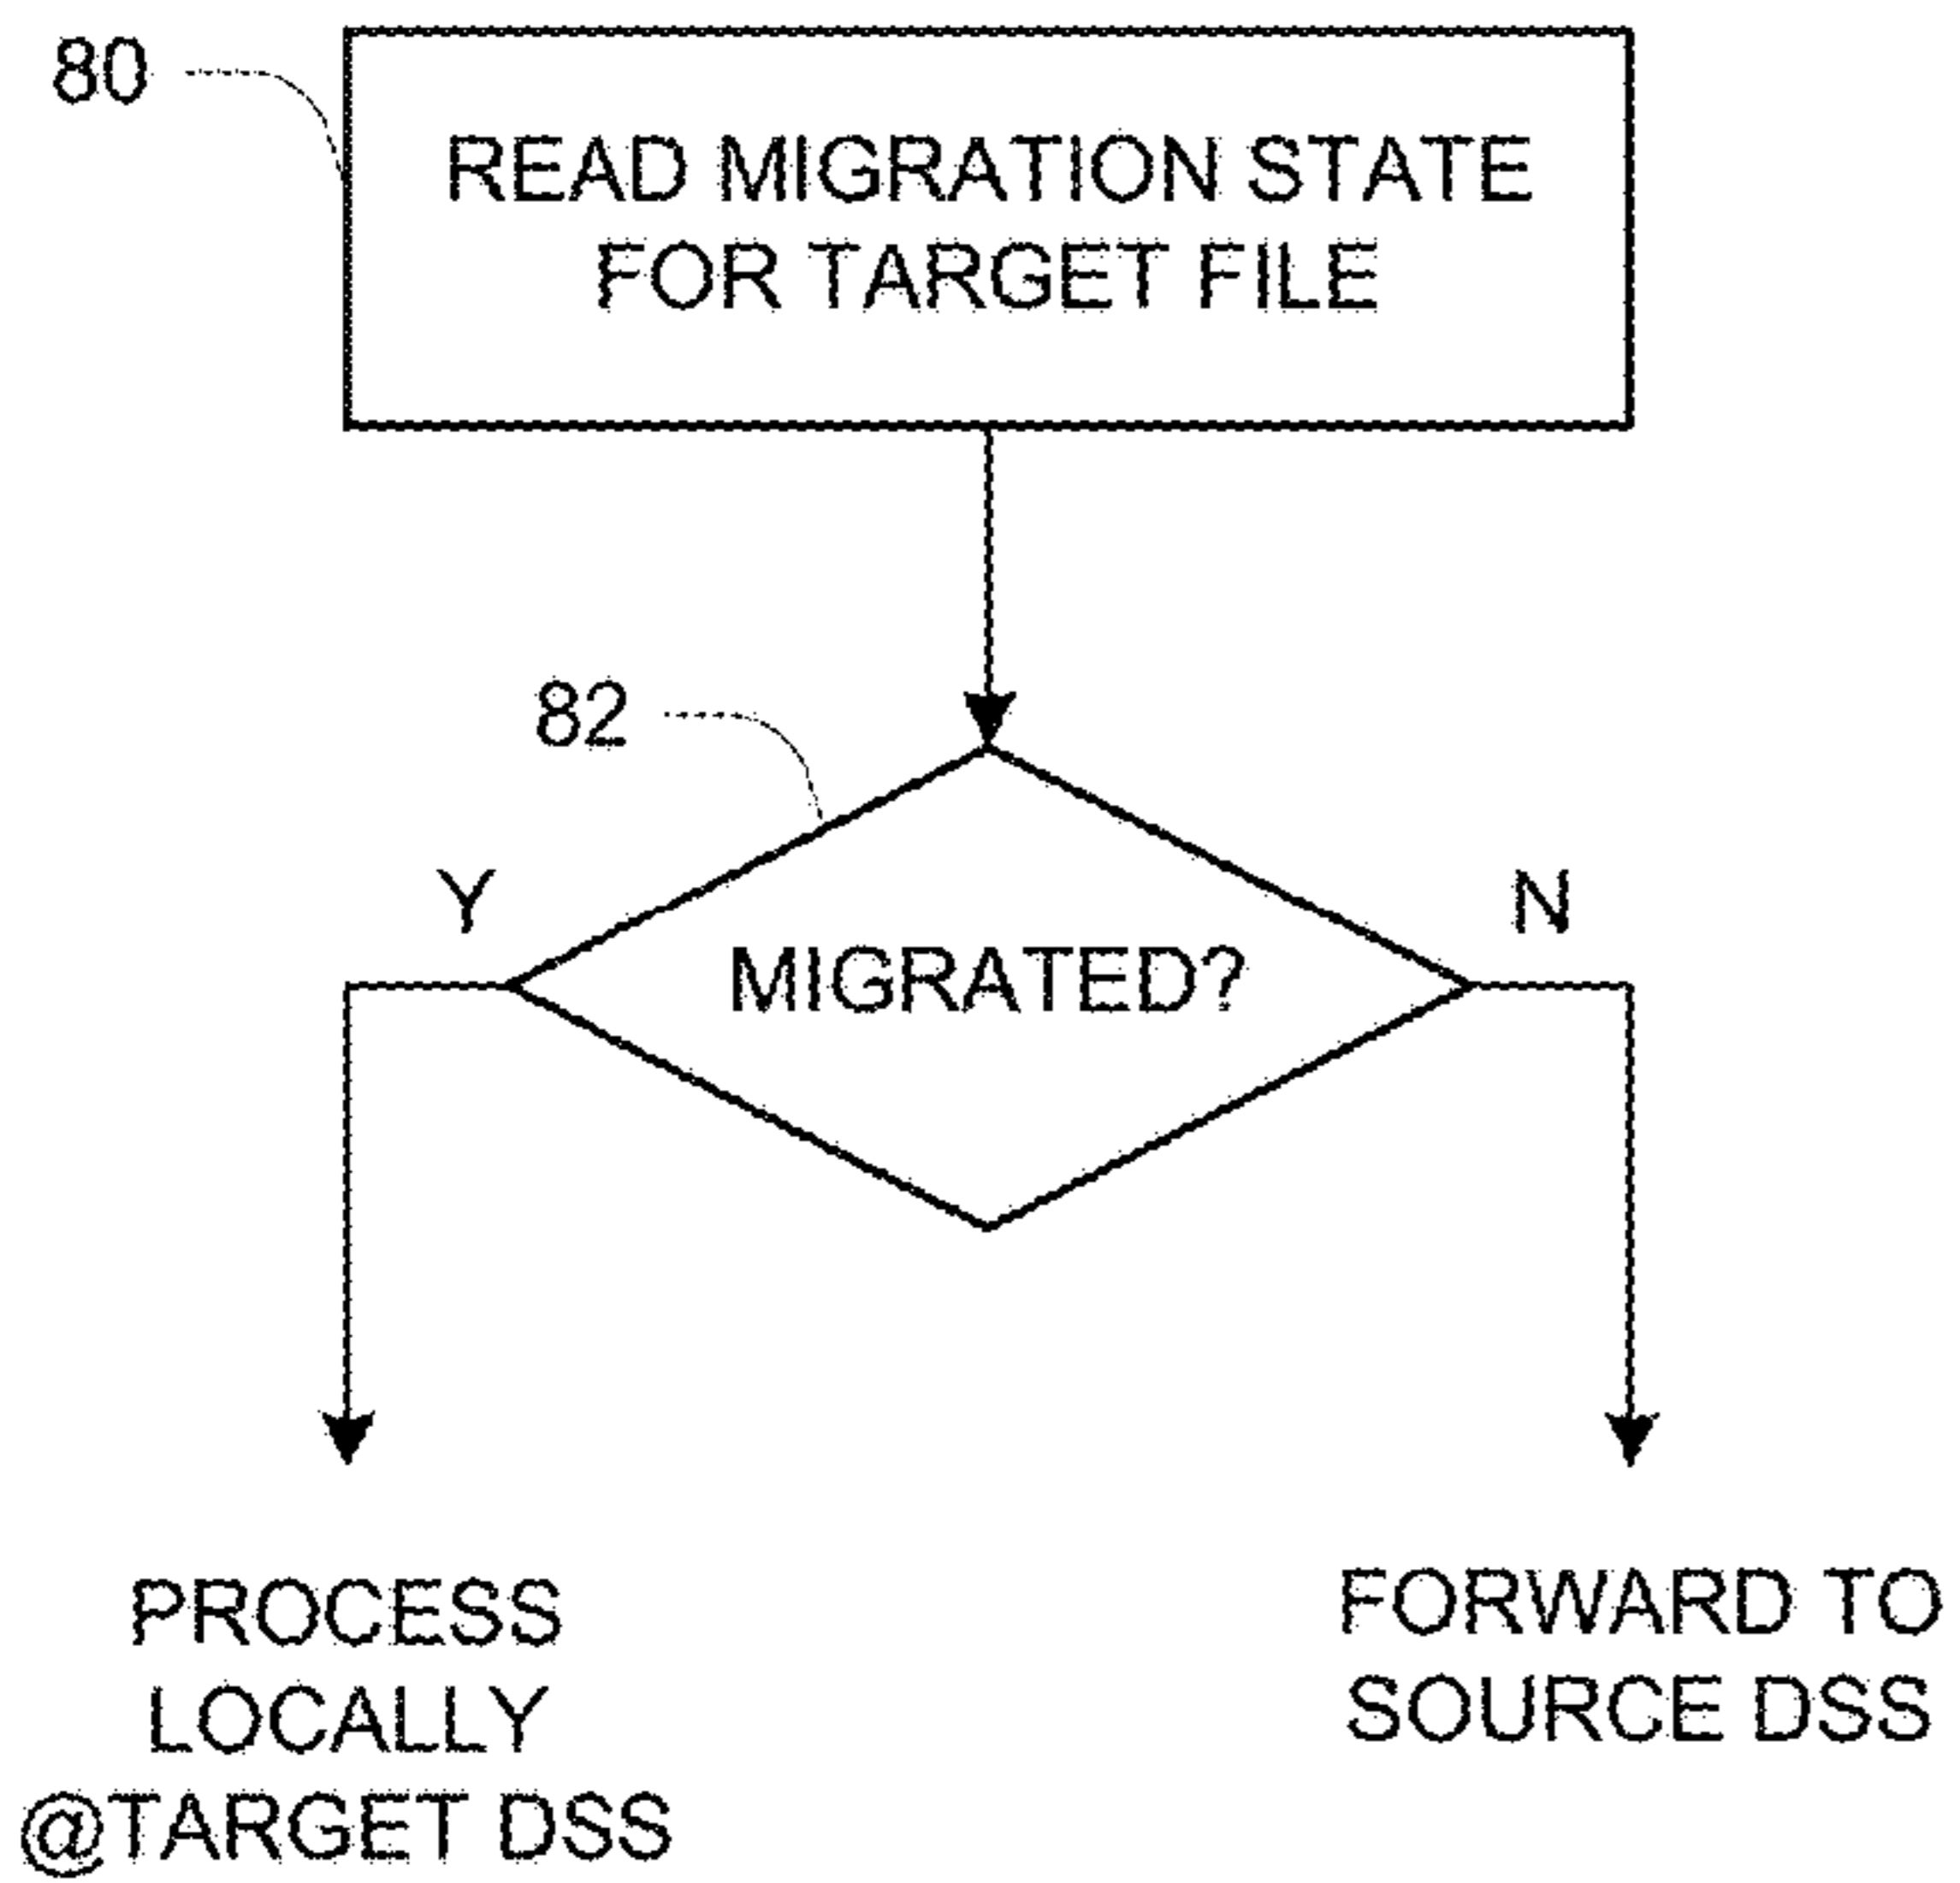 80
READ MIGRATION STATE
FOR TARGET FILE
82
Y
N
MIGRATED?
PROCESS
LOCALLY
@TARGET DSS
FORWARD TO
SOURCE DSS